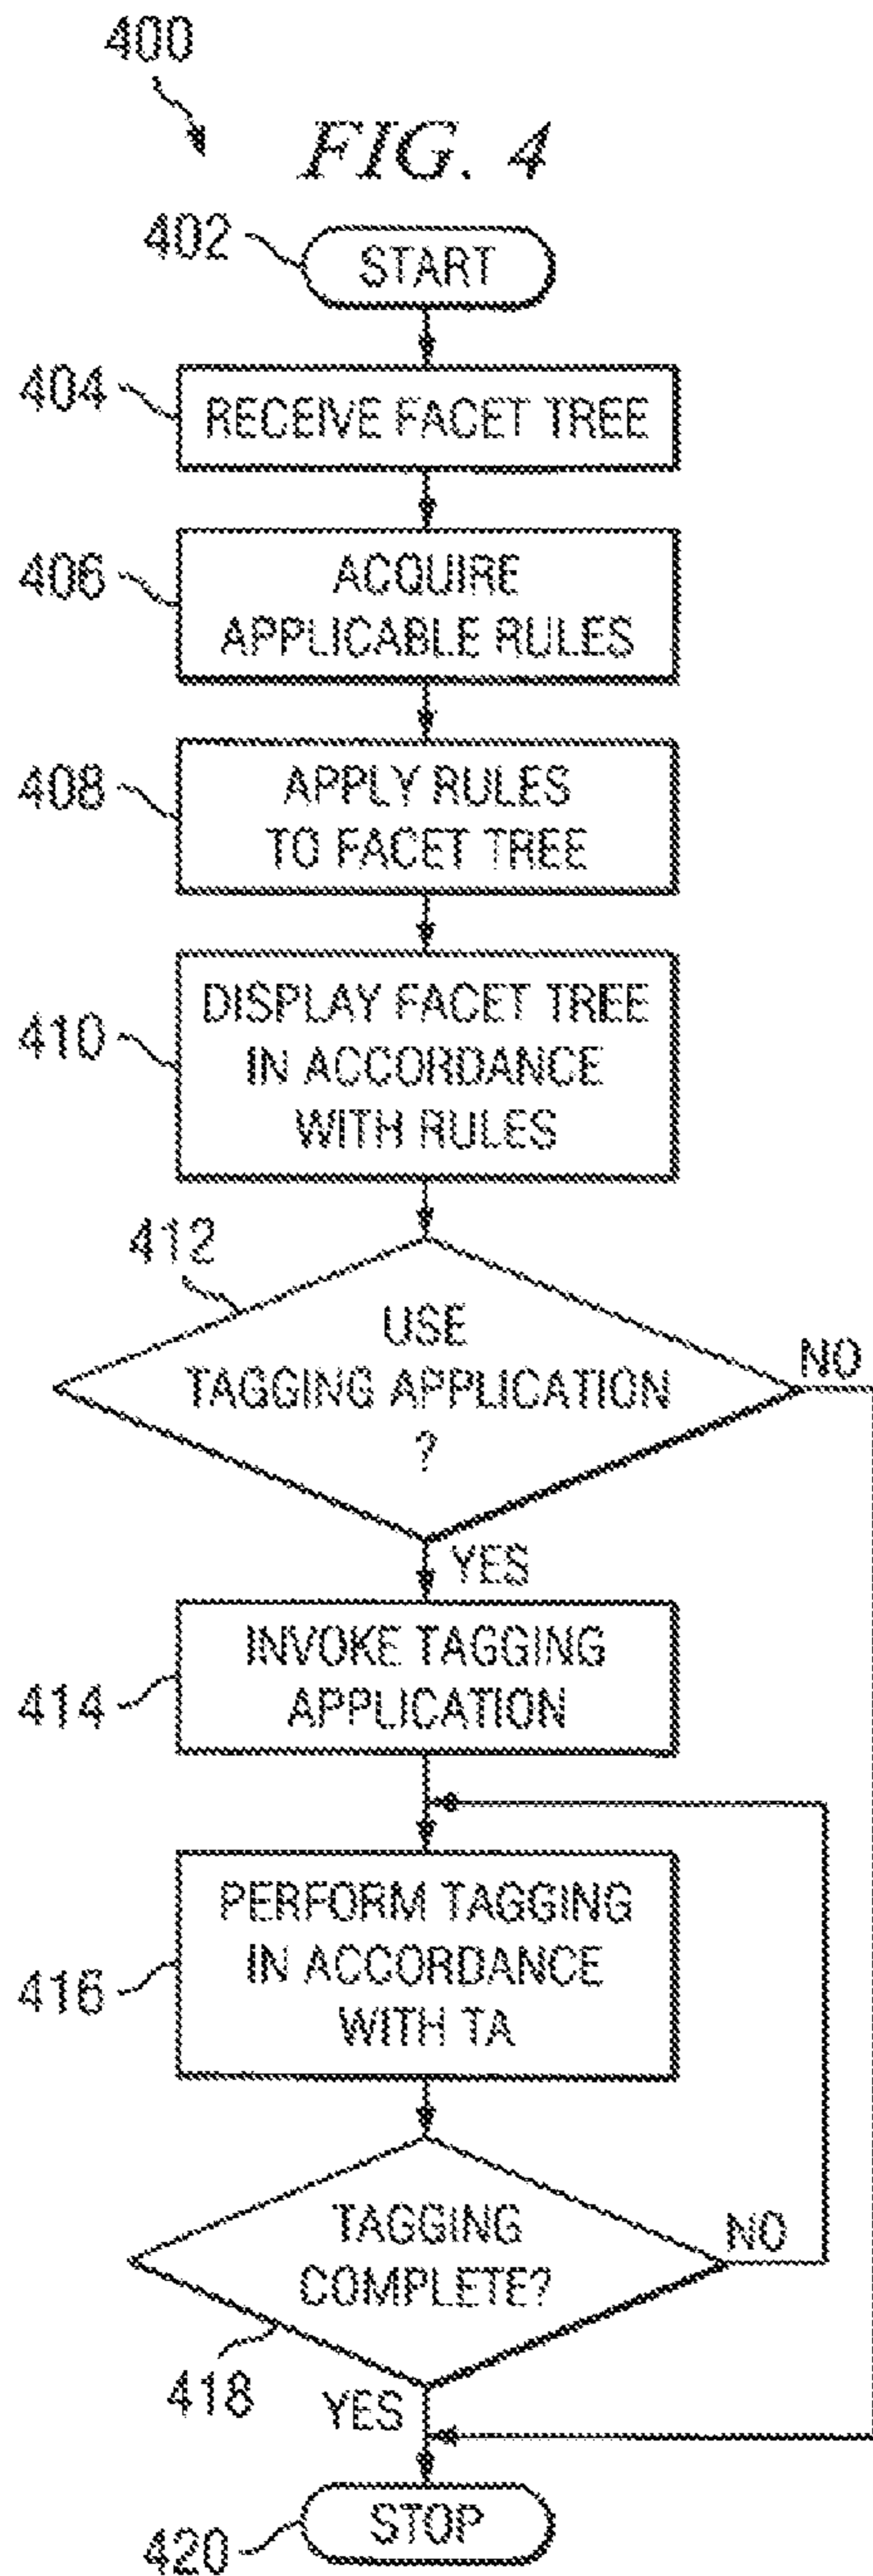 400
FIG. 4
402
START
404
RECEIVE FACET TREE
406
ACQUIRE
APPLICABLE RULES
408
APPLY RULES
TO FACET TREE
410
DISPLAY FACET TREE
IN ACCORDANCE
WITH RULES
412
USE
TAGGING APPLICATION
?
NO
YES
414
INVOKE TAGGING
APPLICATION
416
PERFORM TAGGING
IN ACCORDANCE
WITH TA
TAGGING
COMPLETE?
NO
418
YES
420
STOP